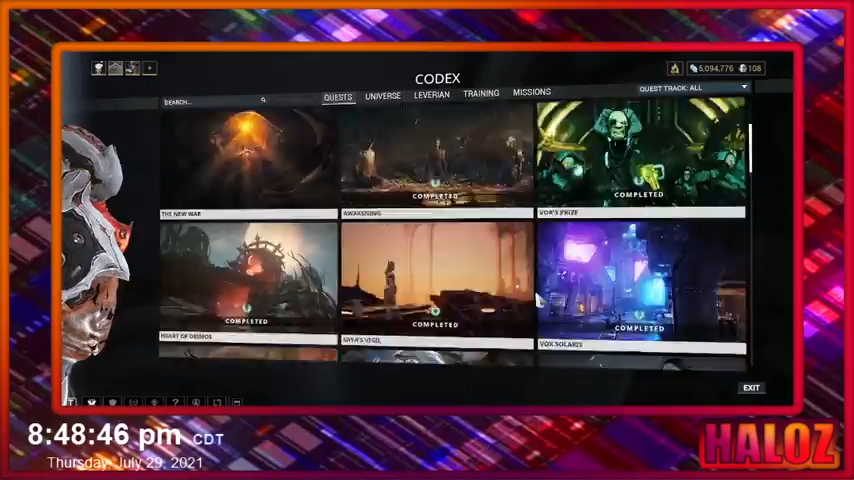 CODEX
5,094,776 108
SEARCH...
QUESTS UNIVERSE LEVERIAN TRAINING MISSIONS
QUEST TRACK: ALL
COMPLETED
COMPLETED
THE NEW WAR
AWAKENING
VOR'S PRIZE
COMPLETED
COMPLETED
COMPLETED
HEART OF DEIMOS
SAYA'S VIGIL
VOX SOLARIS
EXIT
8:48:46 pm CDT
Thursday, July 29, 2021
HALOZ